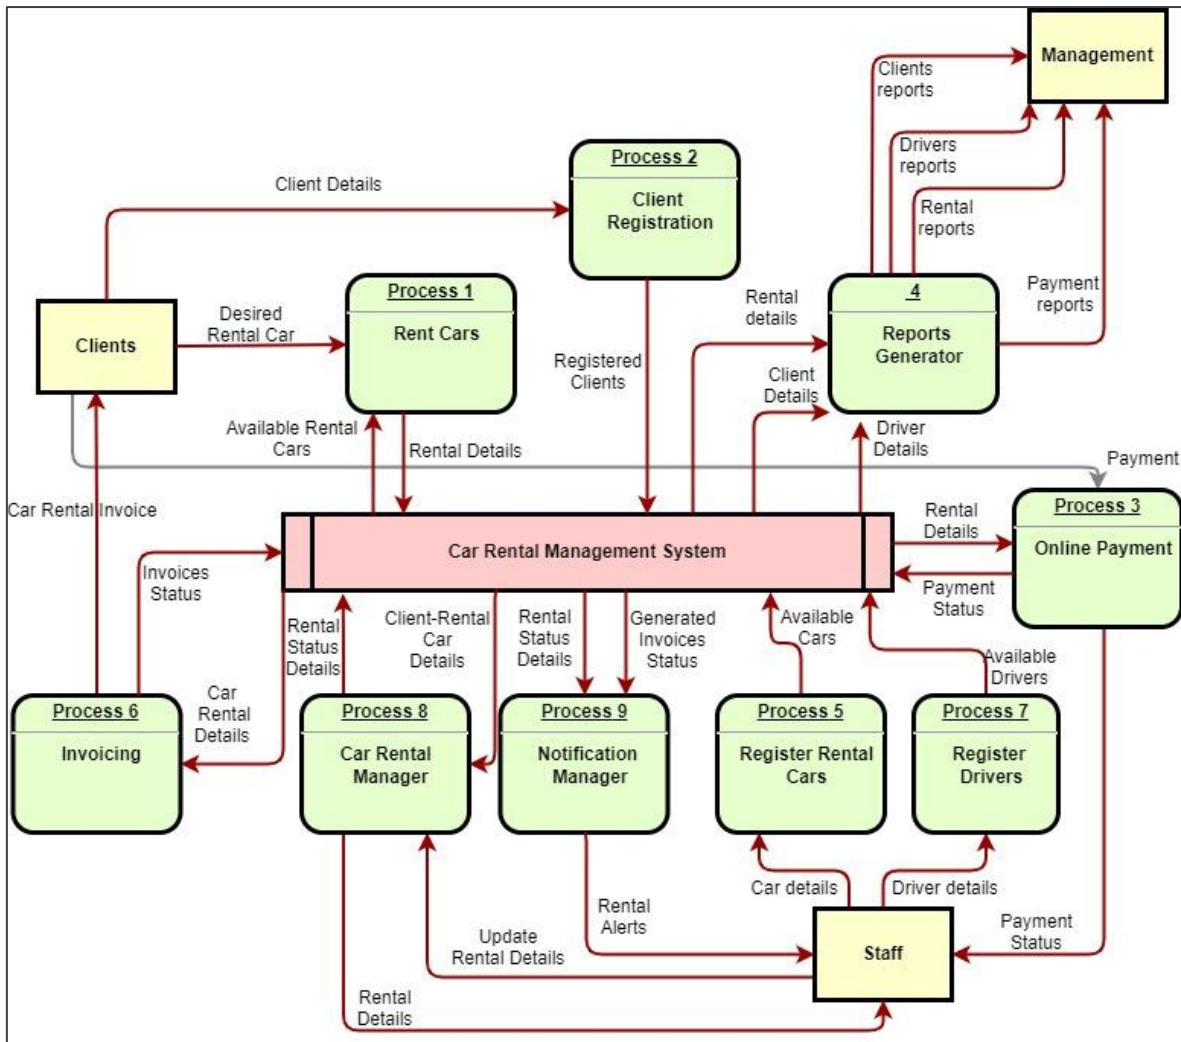 Management
Clients
reports
Drivers
reports
Rental
reports
Payment
reports
Process 2
Client
Registration
Client Details
Process 1
Rent Cars
Desired
Rental Car
Clients
4
Reports
Generator
Rental
details
Registered
Clients
Client
Details
Driver
Details
Available Rental
Cars
Rental Details
Payment
Car Rental Invoice
Process 3
Online Payment
Rental
Details
Payment
Status
Car Rental Management System
Invoices
Status
Rental
Status
Details
Client-Rental
Car
Details
Rental
Status
Details
Generated
Invoices
Status
Available
Cars
Available
Drivers
Car
Rental
Details
Process 6
Invoicing
Process 8
Car Rental
Manager
Process 9
Notification
Manager
Process 5
Register Rental
Cars
Process 7
Register
Drivers
Car details
Driver details
Rental
Alerts
Update
Rental Details
Payment
Status
Staff
Rental
Details